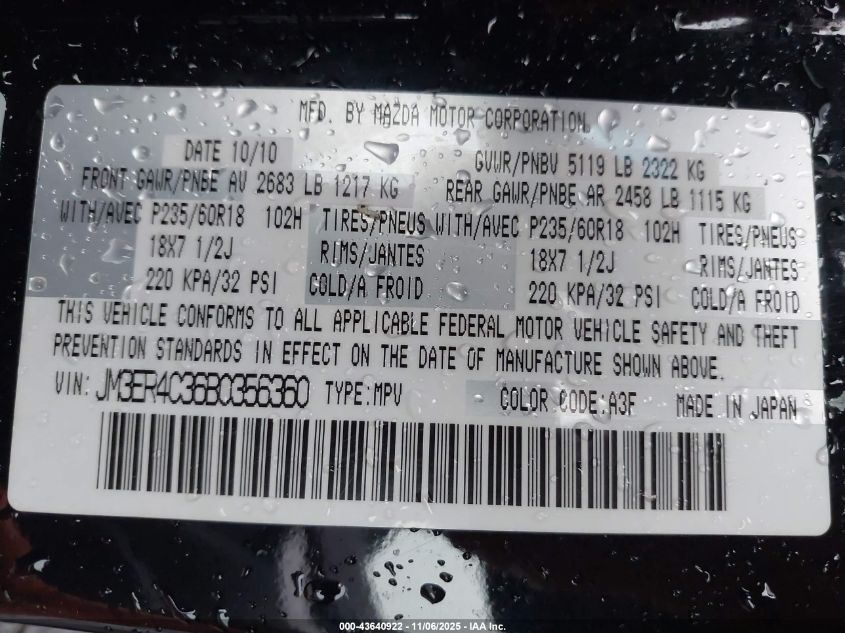 MFD. BY MAZDA MOTOR CORPORATION
DATE 10/10 GVWR/PNBV 5119 LB 2322 KG
FRONT GAWR/PNBE AV 2683 LB 1217 KG REAR GAWR/PNBE AR 2458 LB 1115 KG
WITH/AVEC P235/60R18 102H TIRES/PNEUS WITH/AVEC P235/60R18 102H TIRES/PNEUS
18X7 1/2J RIMS/JANTES 18X7 1/2J RIMS/JANTES
220 KPA/32 PSI COLD/A FROID 220 KPA/32 PSI COLD/A FROID
THIS VEHICLE CONFORMS TO ALL APPLICABLE FEDERAL MOTOR VEHICLE SAFETY AND THEFT
PREVENTION STANDARDS IN EFFECT ON THE DATE OF MANUFACTURE SHOWN ABOVE.
VIN: JM3ER4C36B0356360 TYPE:MPV COLOR CODE:A3F MADE IN JAPAN
000-43640922 - 11/06/2025 - IAA Inc.